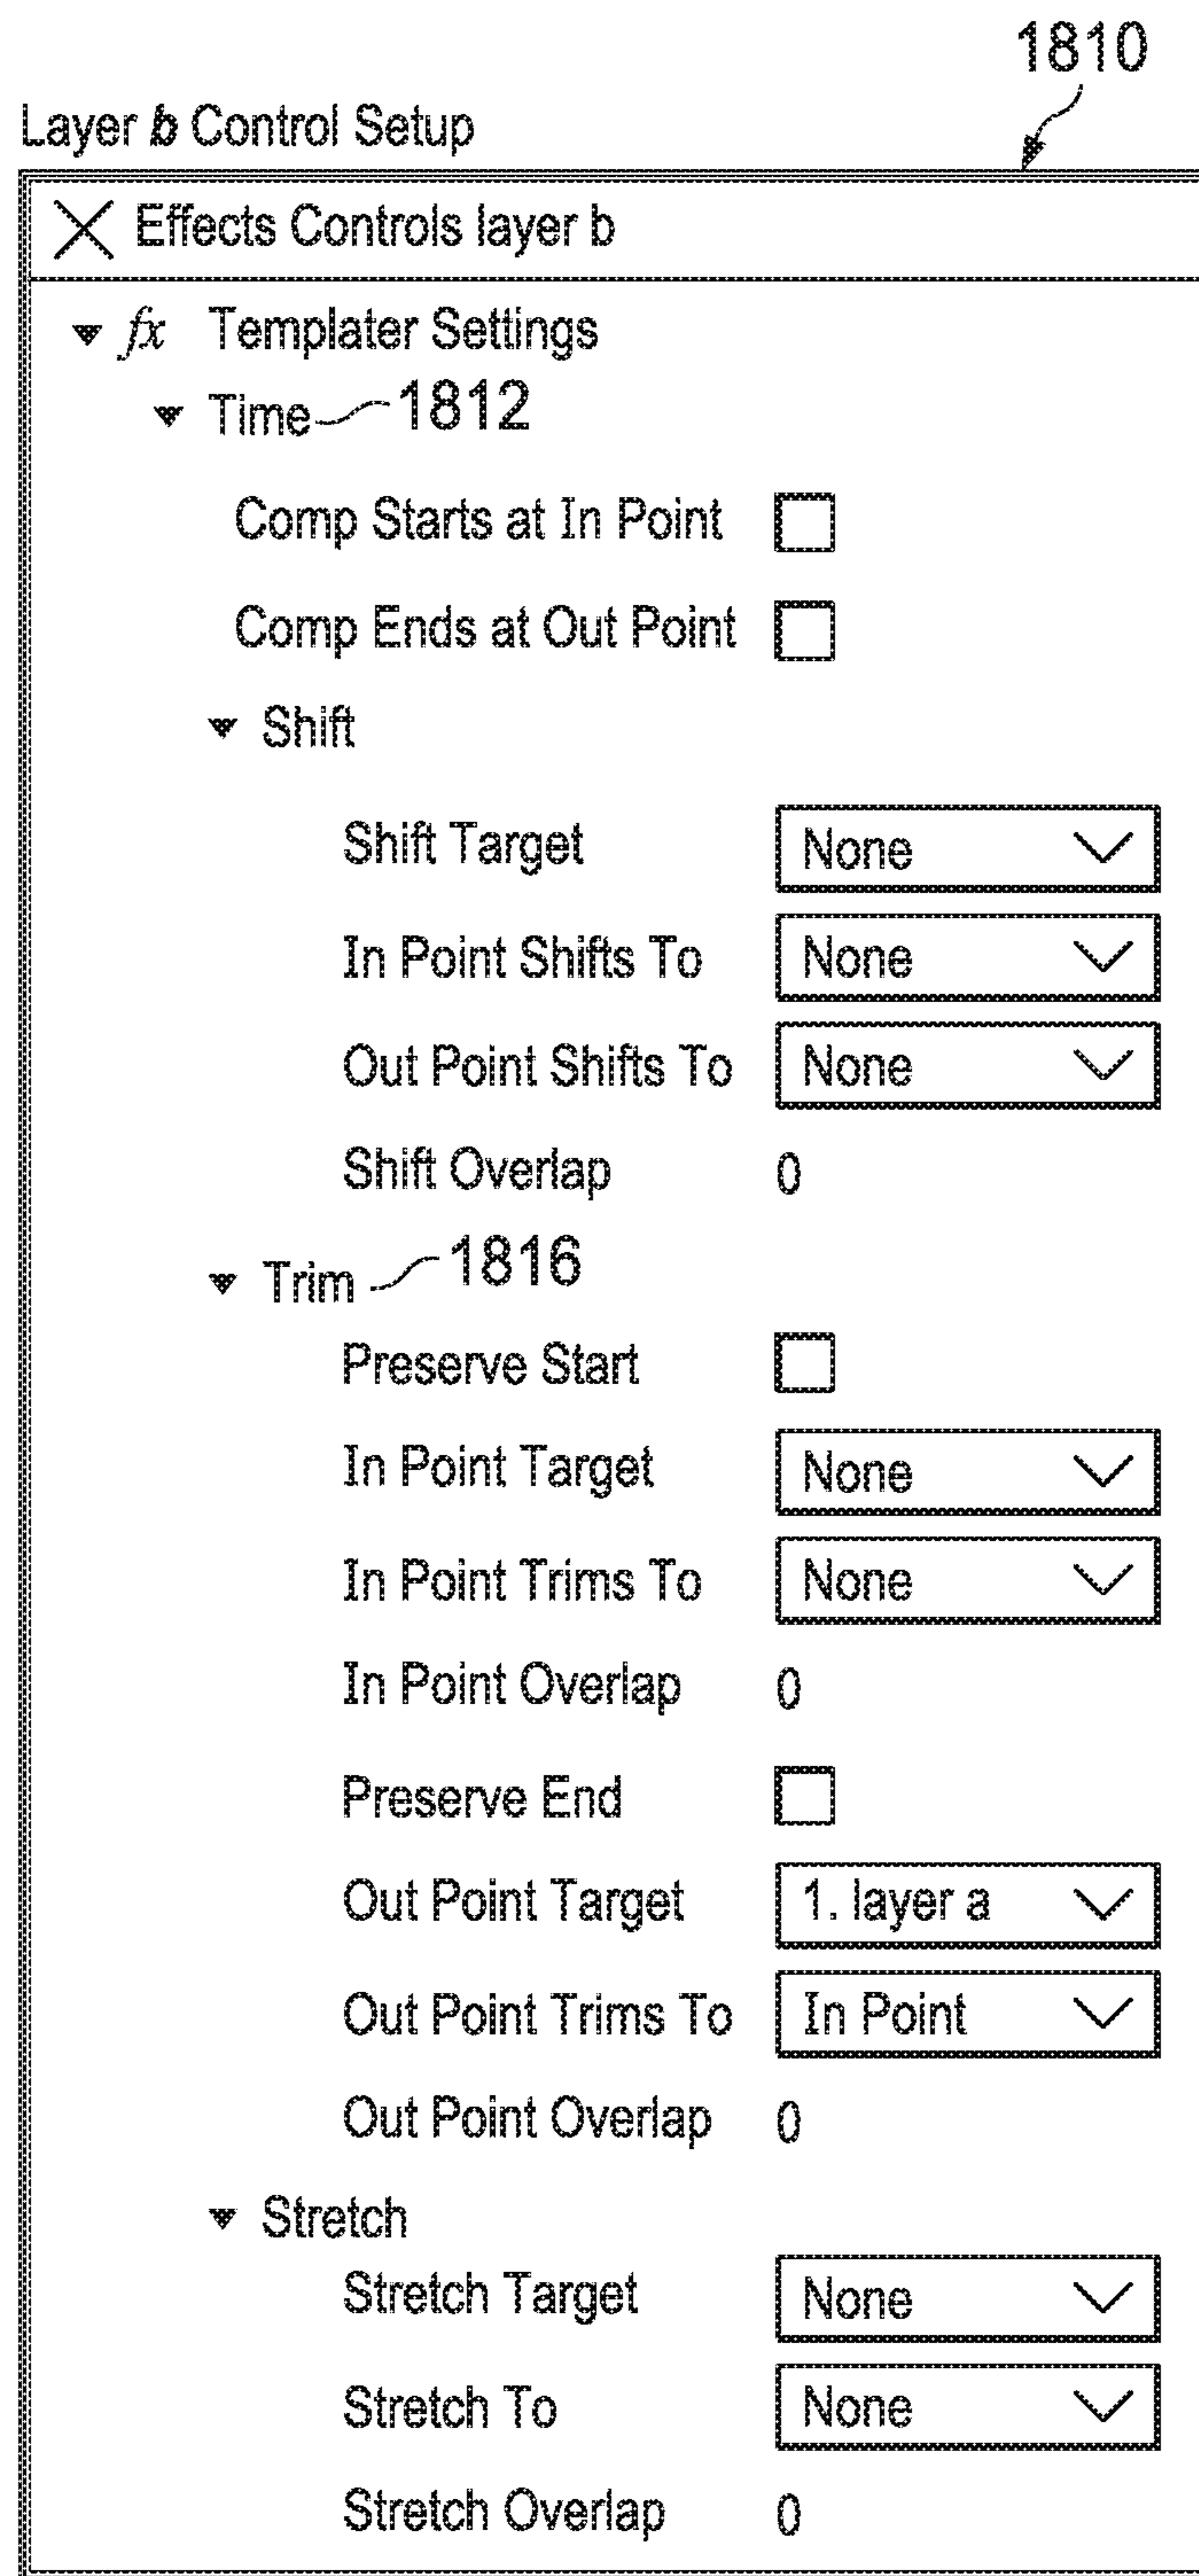 1810
Layer b Control Setup
Effects Controls layer b
fx Templater Settings
Time 1812
Comp Starts at In Point
Comp Ends at Out Point
Shift
Shift Target None
In Point Shifts To None
Out Point Shifts To None
Shift Overlap 0
Trim 1816
Preserve Start
In Point Target None
In Point Trims To None
In Point Overlap 0
Preserve End
Out Point Target 1. layer a
Out Point Trims To In Point
Out Point Overlap 0
Stretch
Stretch Target None
Stretch To None
Stretch Overlap 0